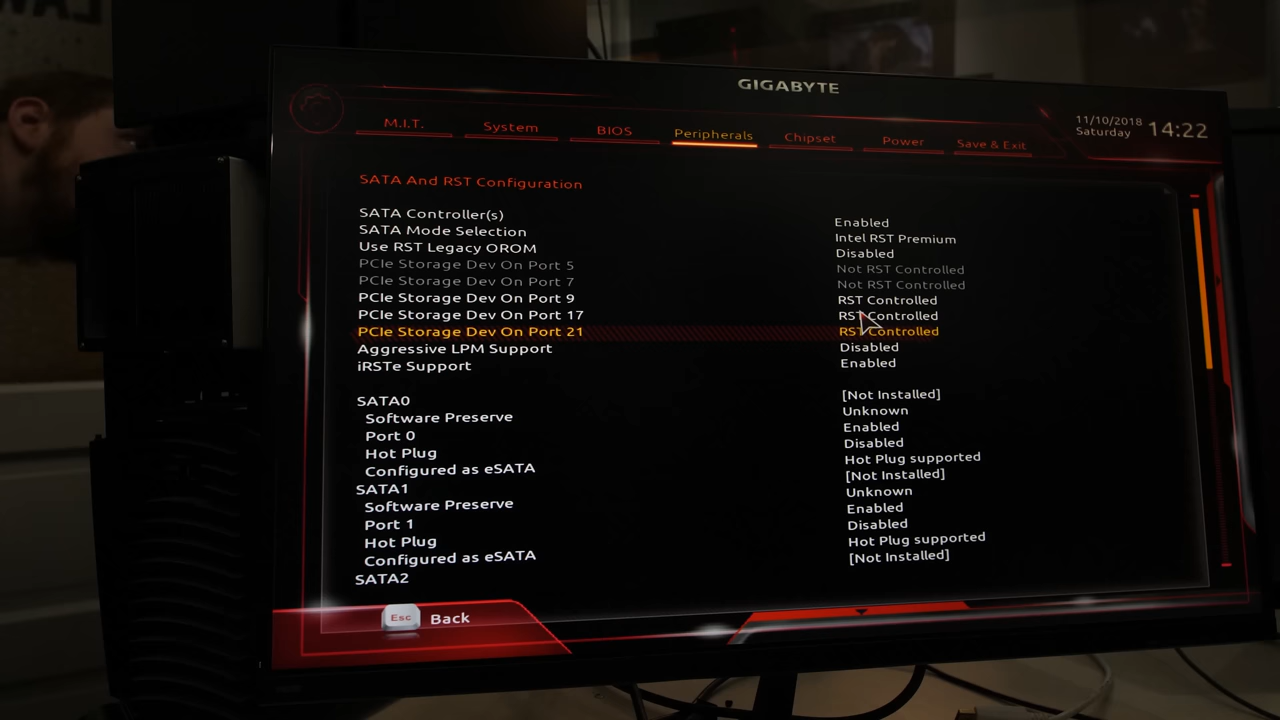 GIGABYTE
M.I.T. System BIOS Peripherals Chipset Power Save & Exit
11/10/2018
Saturday 14:22
SATA And RST Configuration
SATA Controller(s) Enabled
SATA Mode Selection Intel RST Premium
Use RST Legacy OROM Disabled
PCIe Storage Dev On Port 5 Not RST Controlled
PCIe Storage Dev On Port 7 Not RST Controlled
PCIe Storage Dev On Port 9 RST Controlled
PCIe Storage Dev On Port 17 RST Controlled
PCIe Storage Dev On Port 21 RST Controlled
Aggressive LPM Support Disabled
iRSTe Support Enabled
SATA0 [Not Installed]
Software Preserve Unknown
Port 0 Enabled
Hot Plug Disabled
Configured as eSATA Hot Plug supported
SATA1 [Not Installed]
Software Preserve Unknown
Port 1 Enabled
Hot Plug Disabled
Configured as eSATA Hot Plug supported
SATA2 [Not Installed]
Esc Back